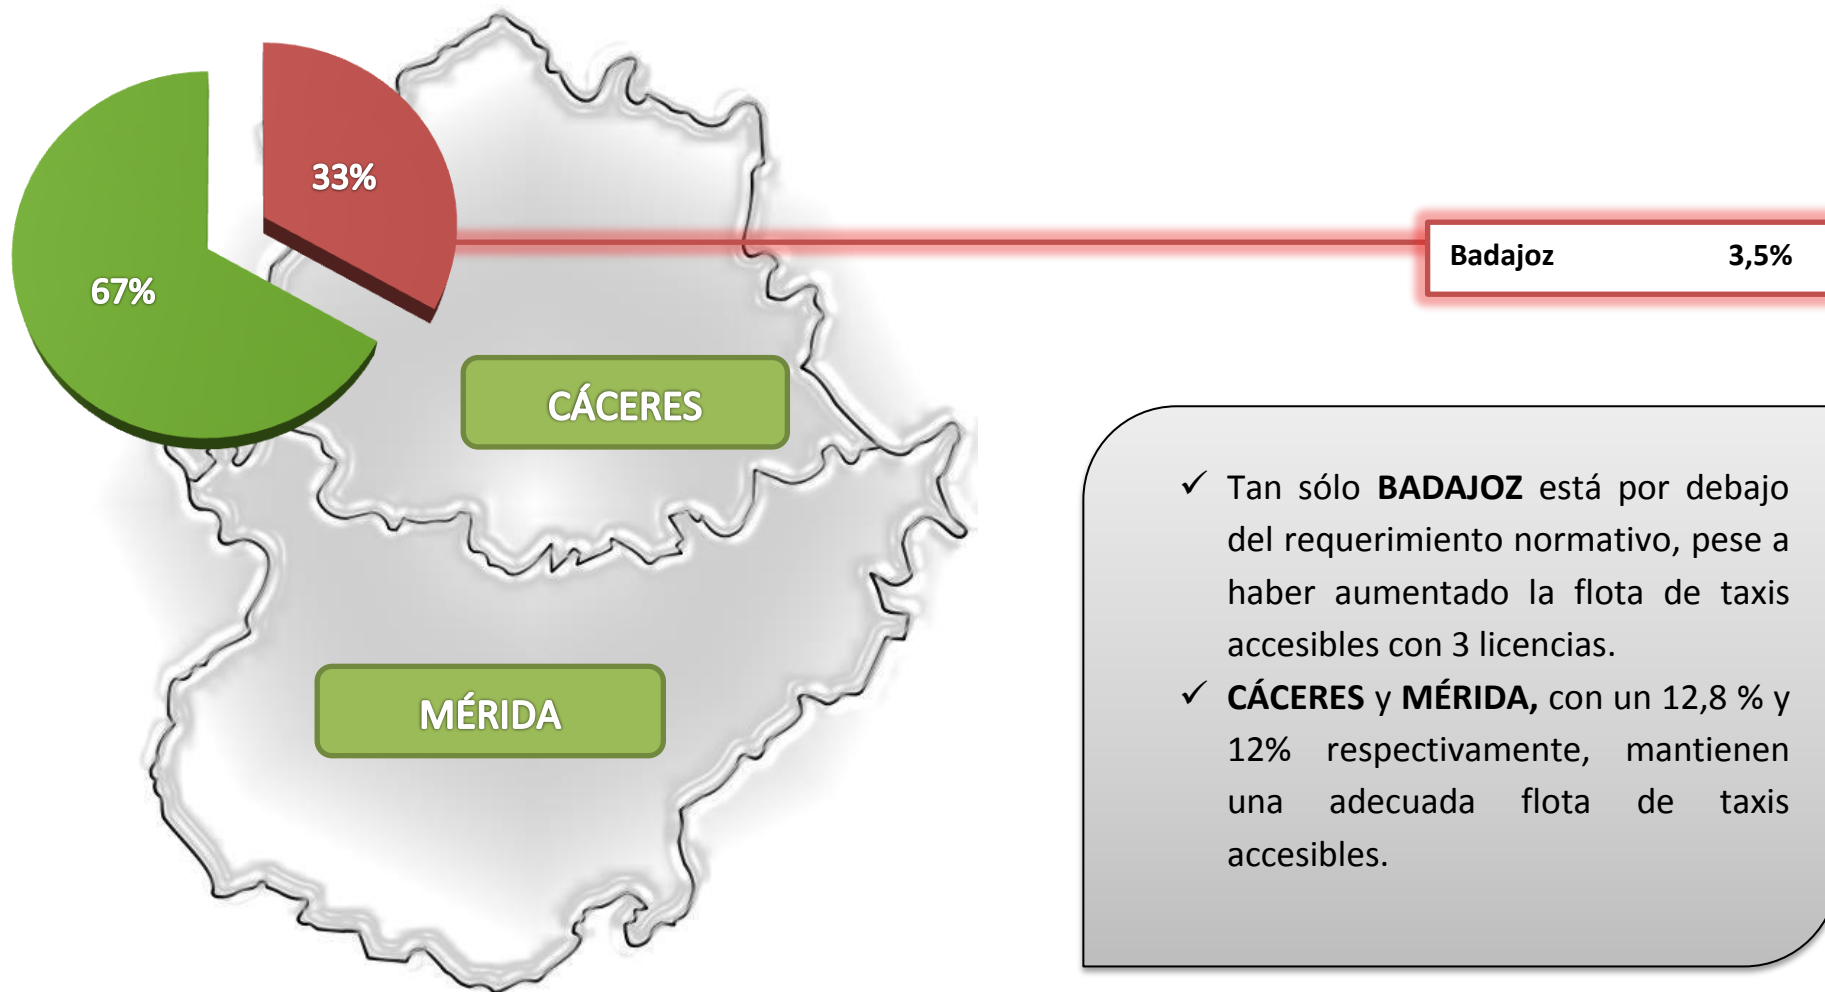 33%
67%
Badajoz 3,5%
CÁCERES
MÉRIDA
✓ Tan sólo BADAJOZ está por debajo
del requerimiento normativo, pese a
haber aumentado la flota de taxis
accesibles con 3 licencias.
✓ CÁCERES y MÉRIDA, con un 12,8 % y
12% respectivamente, mantienen
una adecuada flota de taxis
accesibles.